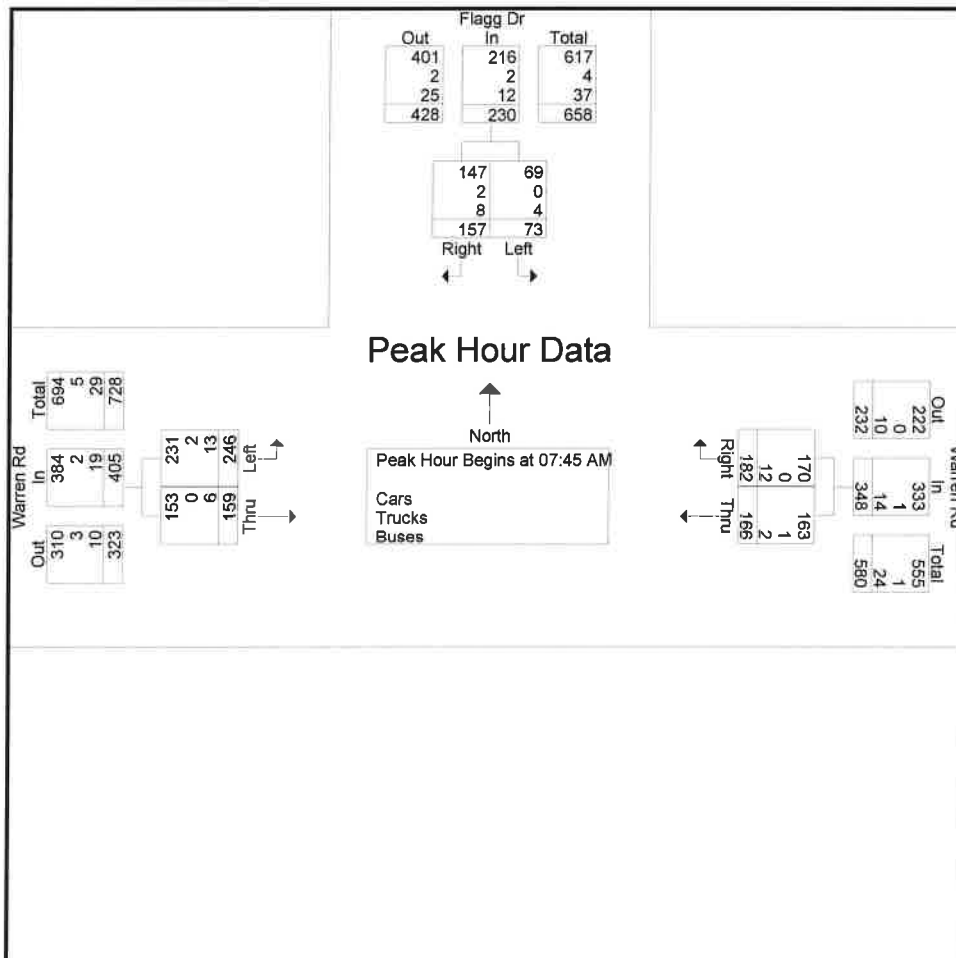 Flagg Dr
Out In Total
401 216 617
2 2 4
25 12 37
428 230 658
147 69
2 0
8 4
157 73
Right Left
Peak Hour Data
North
Peak Hour Begins at 07:45 AM
Cars
Trucks
Buses
Warren Rd
Out In Total
310 384 694
3 2 5
10 19 29
323 405 728
Left
231
2
13
246
Thru
153
0
6
159
Warren Rd
Out In Total
222 333 555
0 1 1
10 14 24
232 348 580
Right Thru
170 163
0 1
12 2
182 166